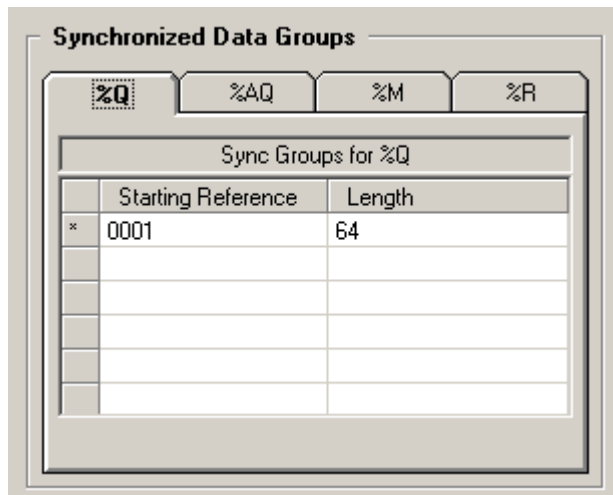 Synchronized Data Groups
%Q %AQ %M %R
Sync Groups for %Q
Starting Reference Length
* 0001 64